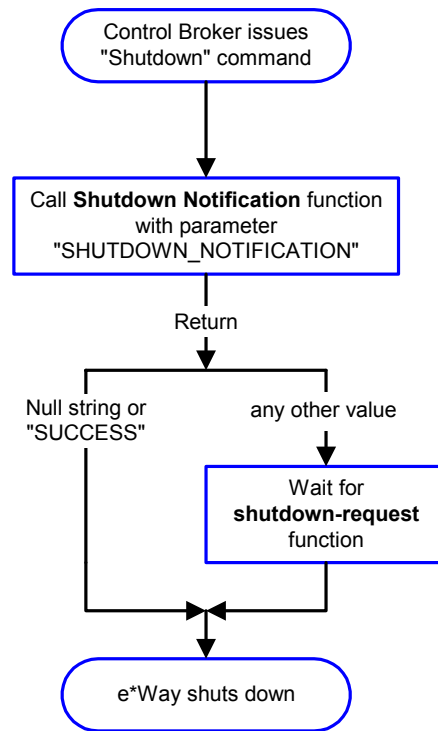 Control Broker issues
"Shutdown" command
Call Shutdown Notification function
with parameter
"SHUTDOWN_NOTIFICATION"
Return
Null string or
"SUCCESS"
any other value
Wait for
shutdown-request
function
e*Way shuts down